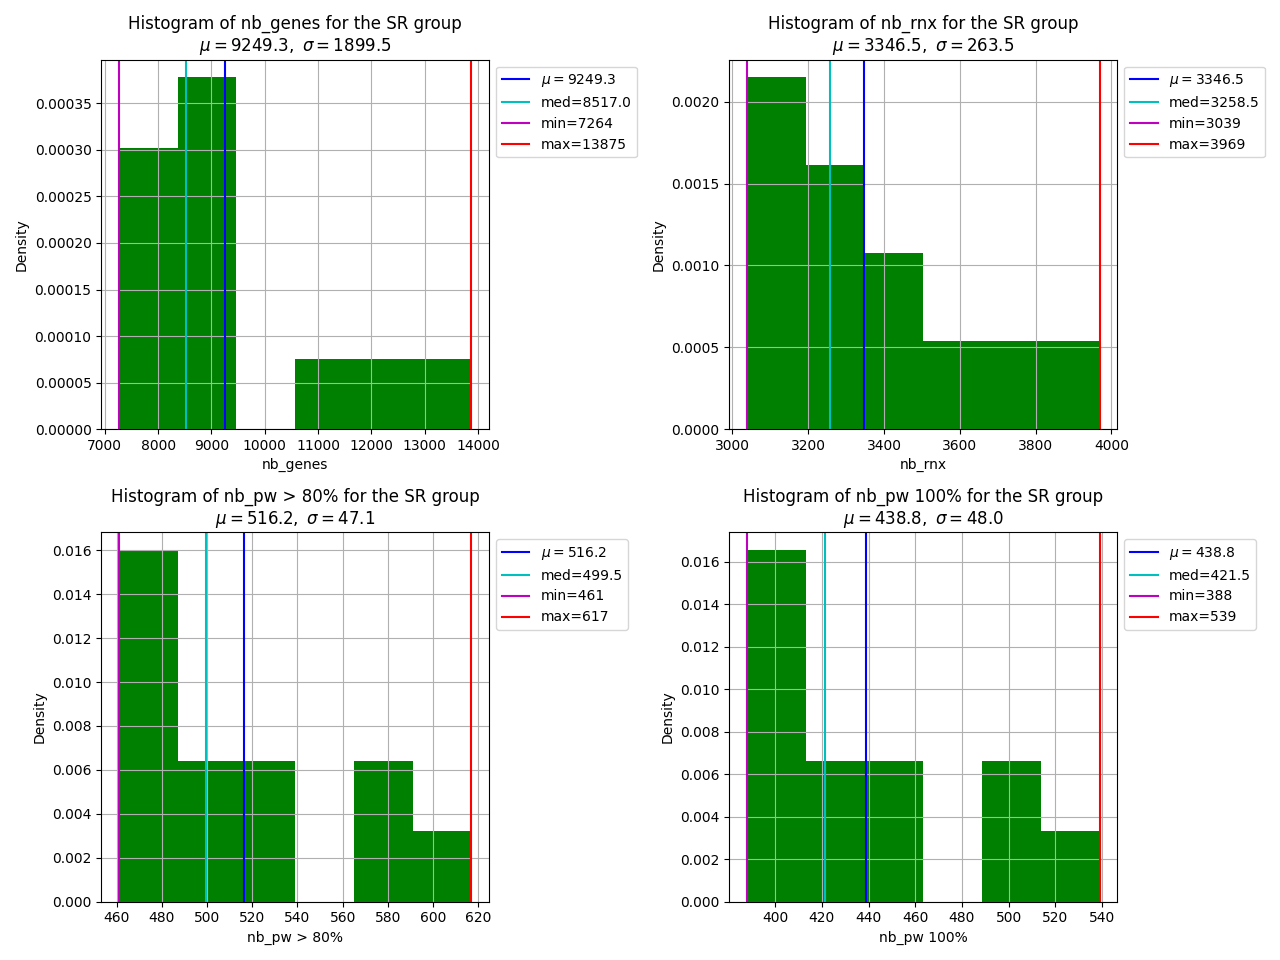 Histogram of nb_genes for the SR group
μ = 9249.3, σ = 1899.5
0.00035
0.00030
0.00025
0.00020
0.00015
0.00010
0.00005
0.00000
Density
7000 8000 9000 10000 11000 12000 13000 14000
nb_genes
μ = 9249.3
med=8517.0
min=7264
max=13875
Histogram of nb_rnx for the SR group
μ = 3346.5, σ = 263.5
0.0020
0.0015
0.0010
0.0005
0.0000
Density
3000 3200 3400 3600 3800 4000
nb_rnx
μ = 3346.5
med=3258.5
min=3039
max=3969
Histogram of nb_pw > 80% for the SR group
μ = 516.2, σ = 47.1
0.016
0.014
0.012
0.010
0.008
0.006
0.004
0.002
0.000
Density
460 480 500 520 540 560 580 600 620
nb_pw > 80%
μ = 516.2
med=499.5
min=461
max=617
Histogram of nb_pw 100% for the SR group
μ = 438.8, σ = 48.0
0.016
0.014
0.012
0.010
0.008
0.006
0.004
0.002
0.000
Density
400 420 440 460 480 500 520 540
nb_pw 100%
μ = 438.8
med=421.5
min=388
max=539